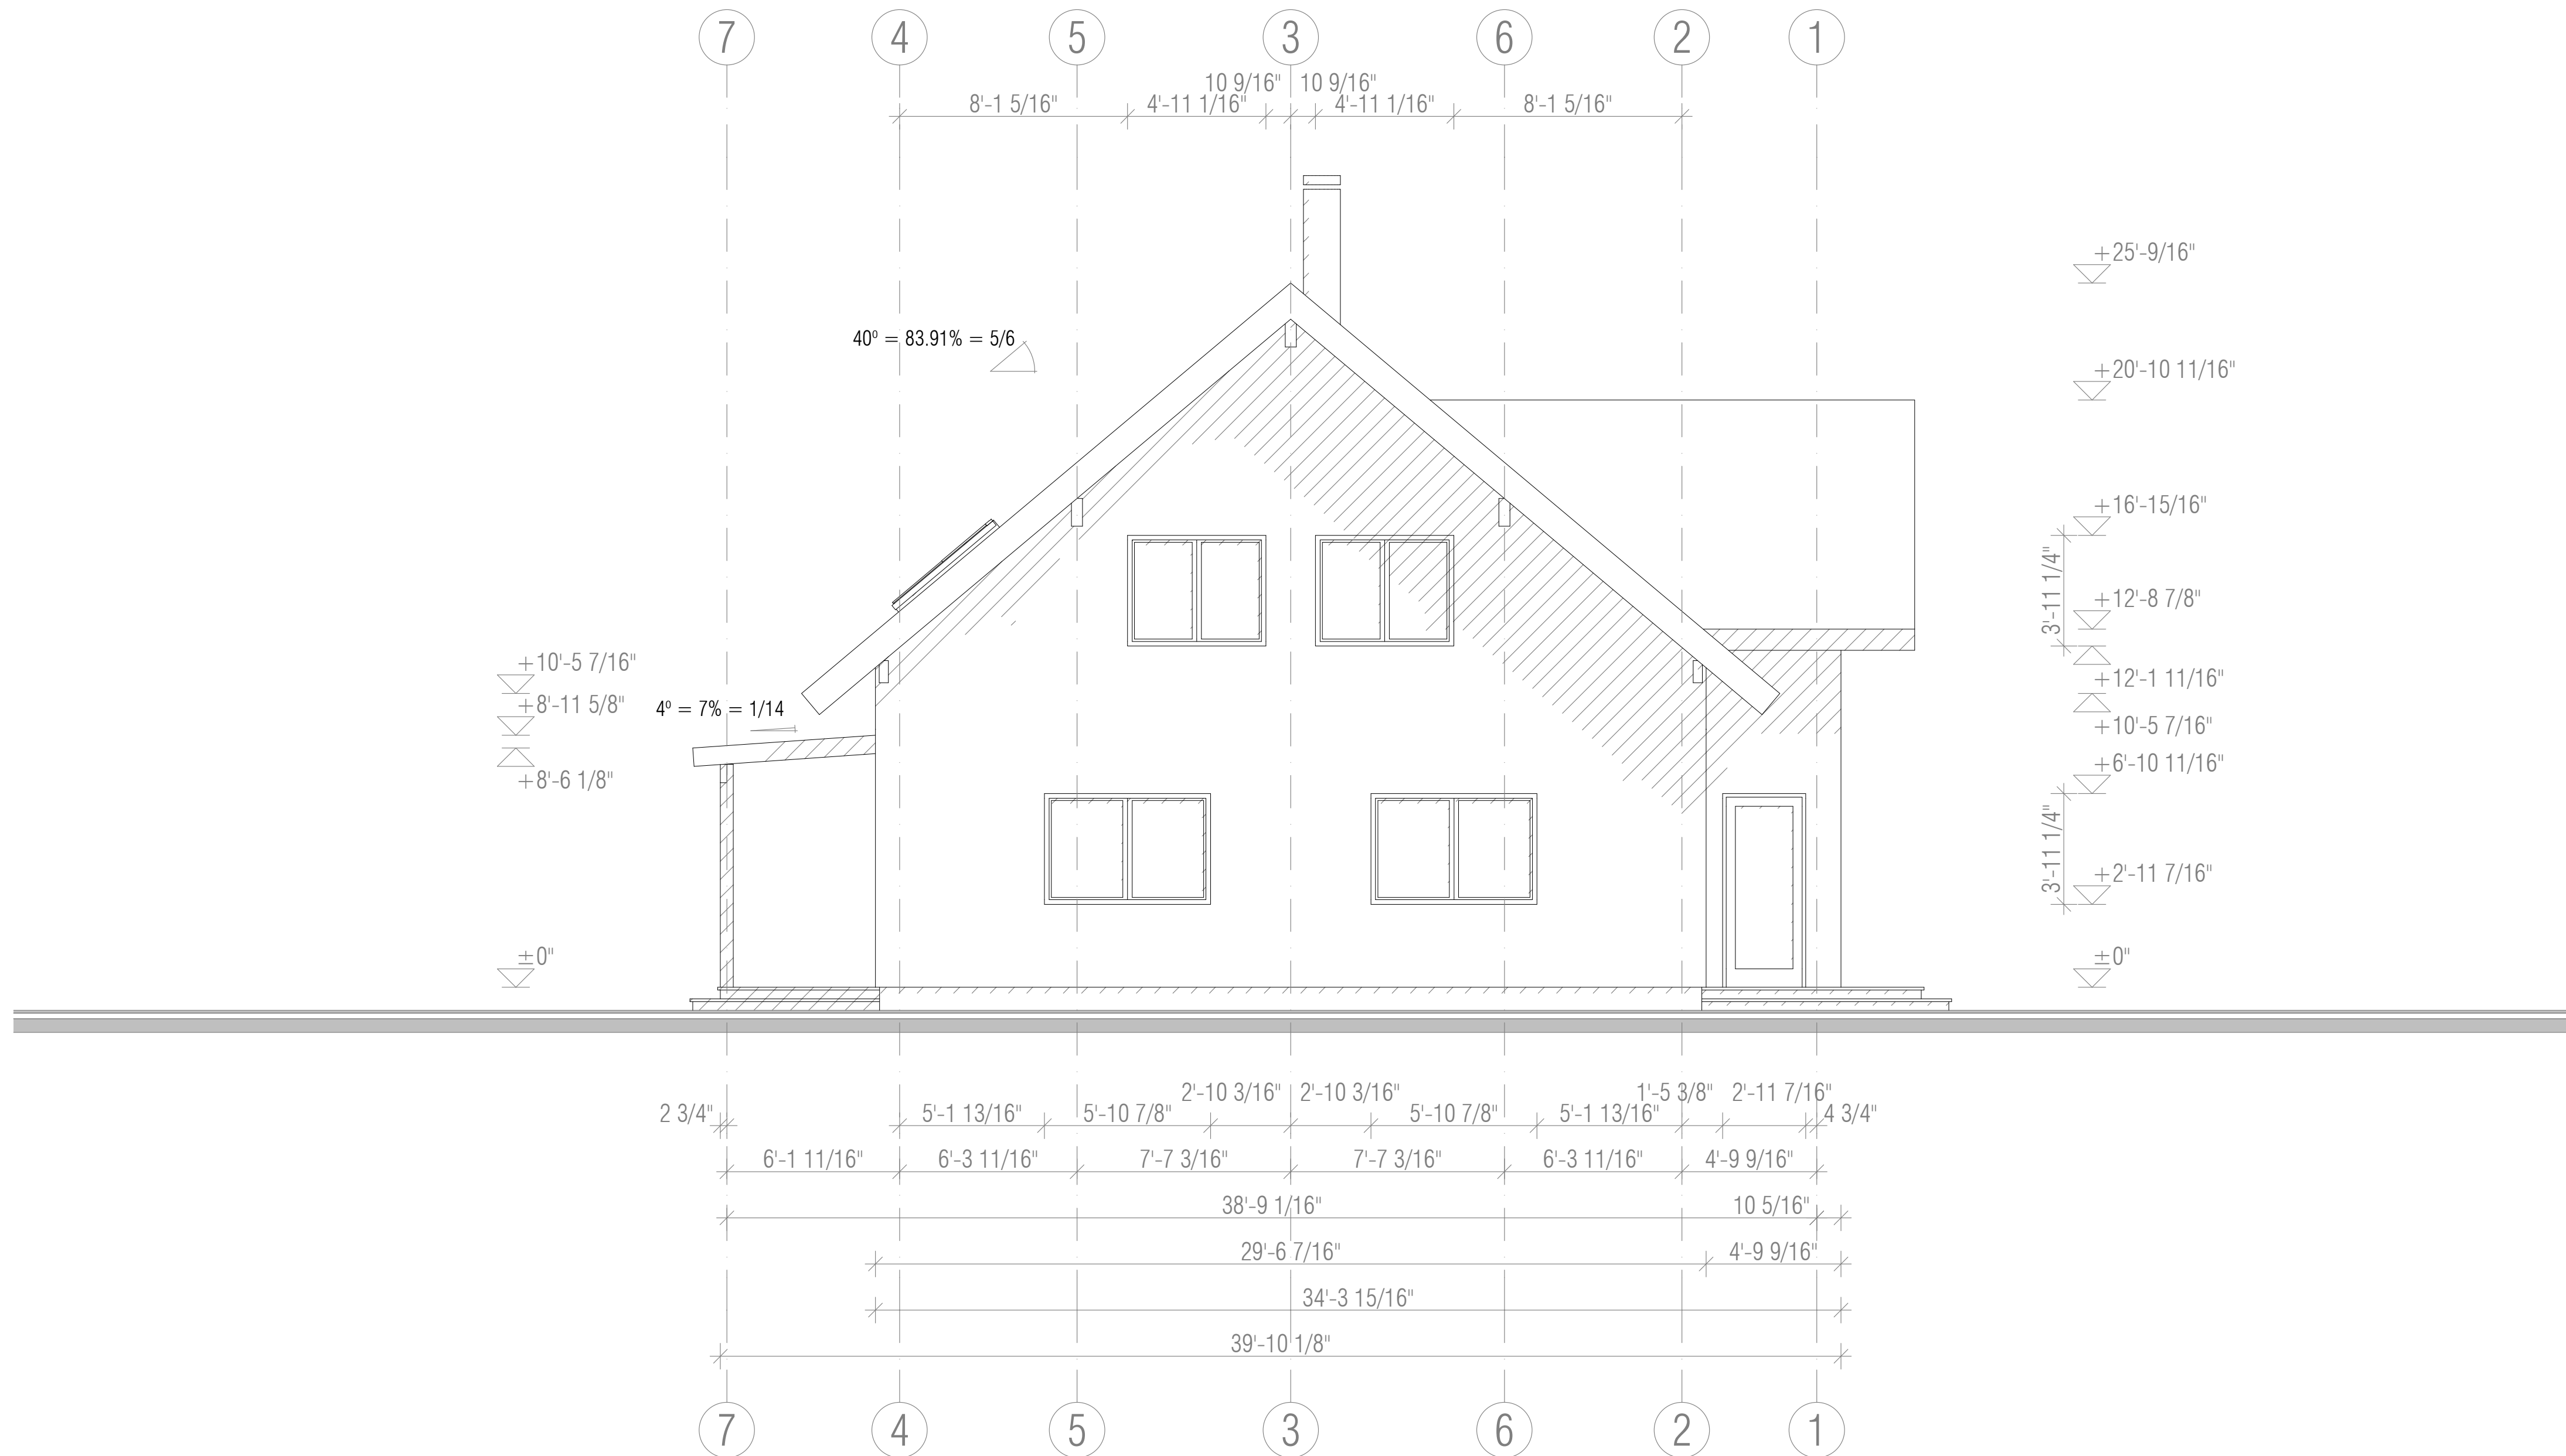 7 4 5 3 6 2 1
10 9/16" 10 9/16"
8'-1 5/16" 4'-11 1/16" 4'-11 1/16" 8'-1 5/16"
+25'-9/16"
40⁰ = 83.91% = 5/6
+20'-10 11/16"
+16'-15/16"
3'-11 1/4"
+12'-8 7/8"
+10'-5 7/16"
+12'-1 11/16"
+8'-11 5/8"
4⁰ = 7% = 1/14
+10'-5 7/16"
+6'-10 11/16"
+8'-6 1/8"
3'-11 1/4"
+2'-11 7/16"
±0" ±0"
2'-10 3/16" 2'-10 3/16" 1'-5 3/8" 2'-11 7/16"
2 3/4" 5'-1 13/16" 5'-10 7/8" 5'-10 7/8" 5'-1 13/16" 4 3/4"
6'-1 11/16" 6'-3 11/16" 7'-7 3/16" 7'-7 3/16" 6'-3 11/16" 4'-9 9/16"
38'-9 1/16" 10 5/16"
29'-6 7/16" 4'-9 9/16"
34'-3 15/16"
39'-10 1/8"
7 4 5 3 6 2 1